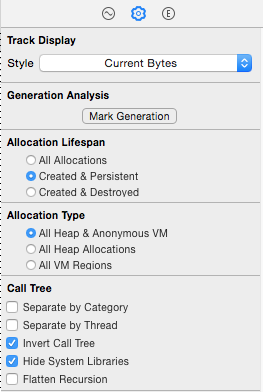 E
Track Display
Style Current Bytes
Generation Analysis
Mark Generation
Allocation Lifespan
All Allocations
Created & Persistent
Created & Destroyed
Allocation Type
All Heap & Anonymous VM
All Heap Allocations
All VM Regions
Call Tree
Separate by Category
Separate by Thread
Invert Call Tree
Hide System Libraries
Flatten Recursion